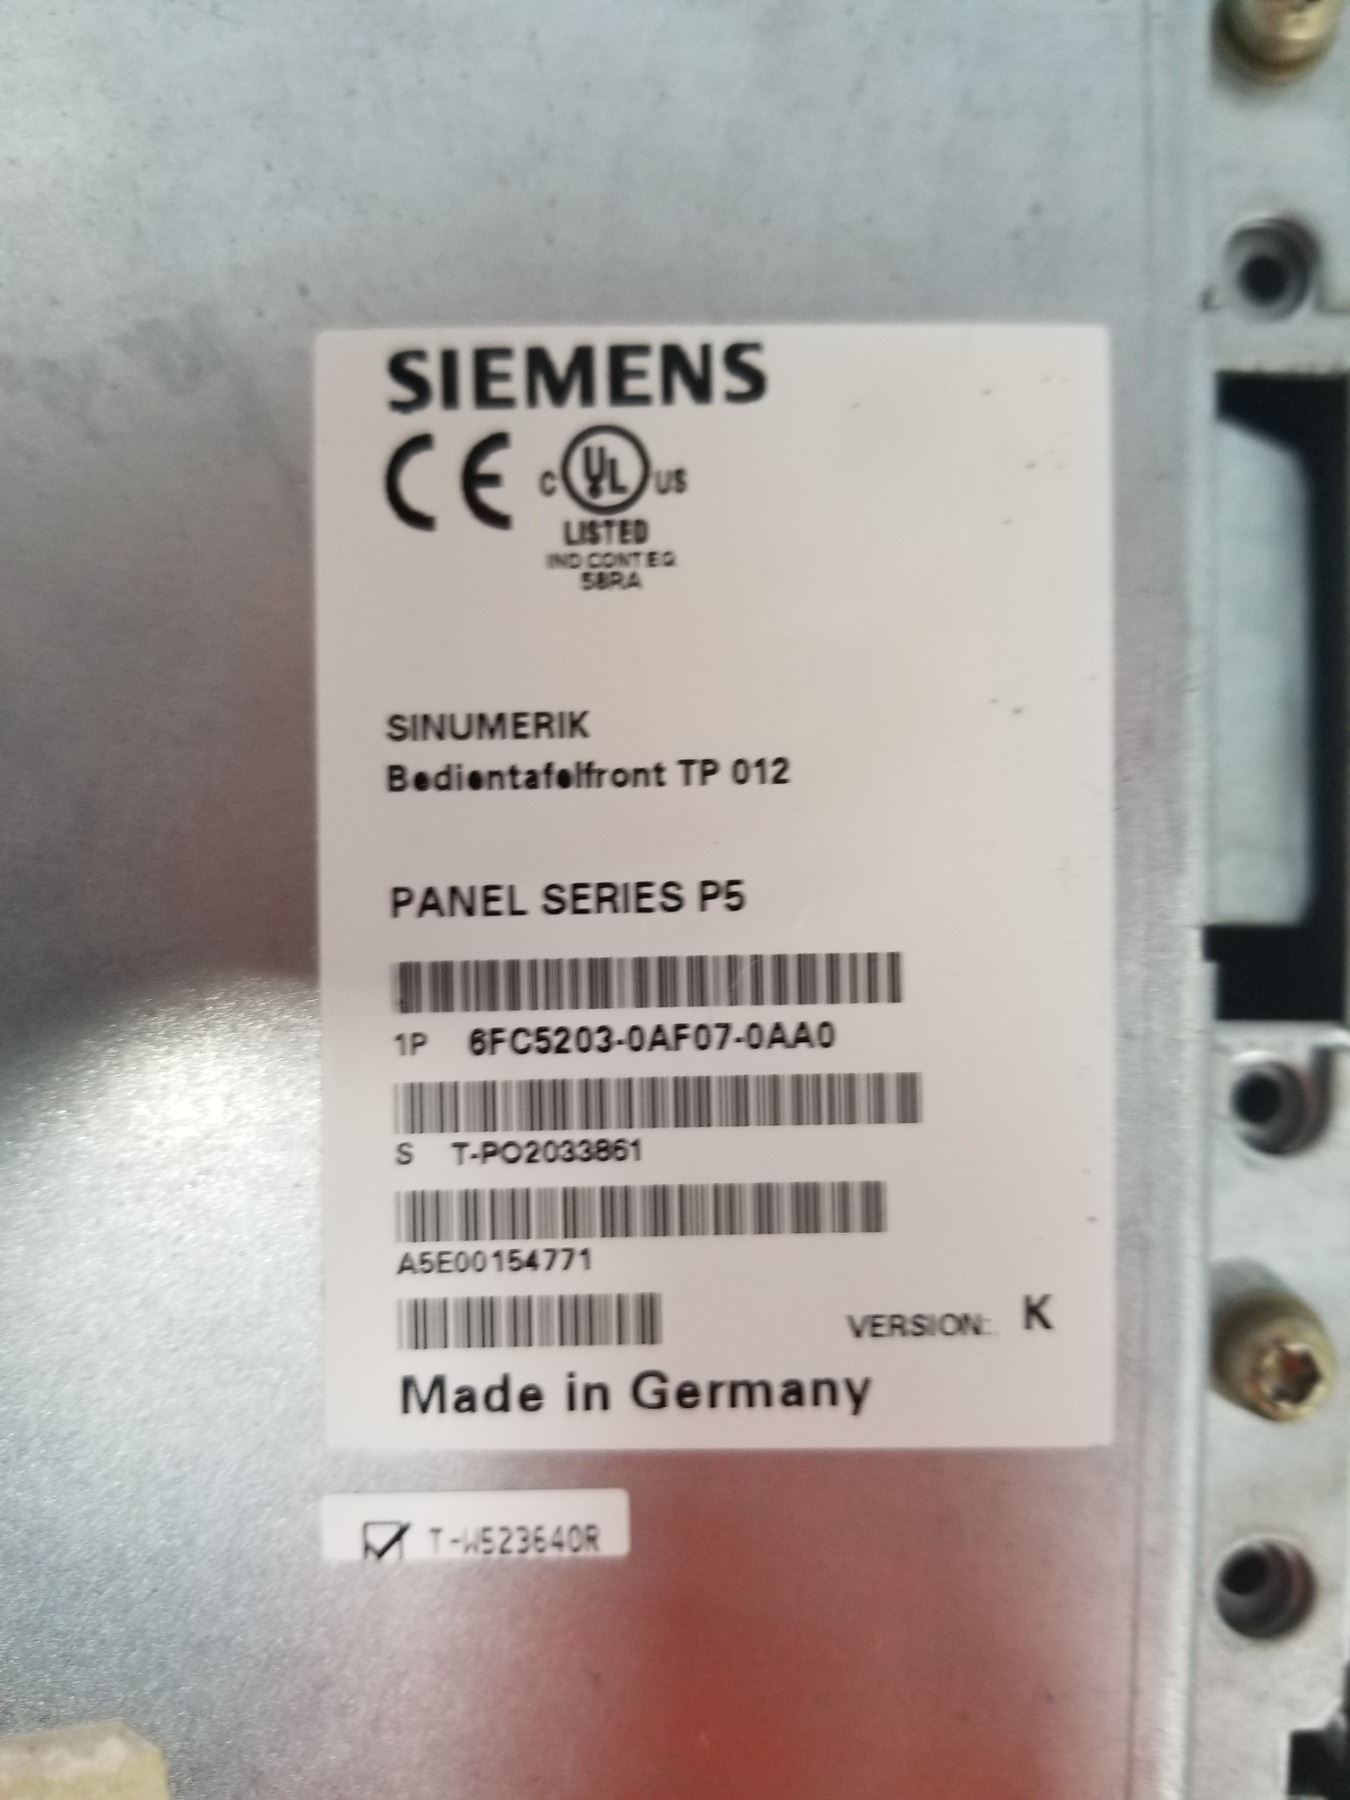 SIEMENS
CE C UL US
LISTED
IND CONT EQ
58RA
SINUMERIK
Bedientafelfront TP 012
PANEL SERIES P5
1P 6FC5203-0AF07-0AA0
S T-PO2033861
A5E00154771
VERSION: K
Made in Germany
T-W523640R